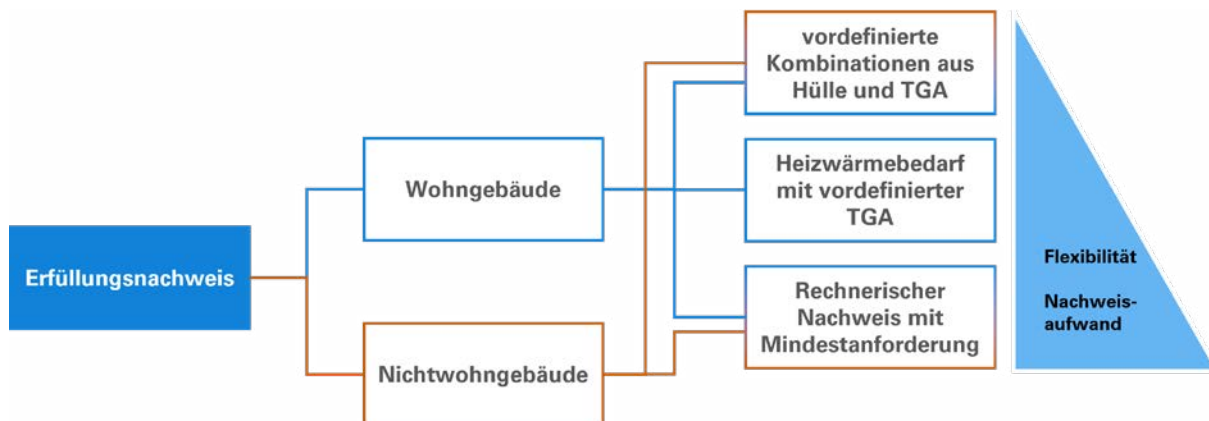 Erfüllungsnachweis
Wohngebäude
Nichtwohngebäude
vordefinierte
Kombinationen aus
Hülle und TGA
Heizwärmebedarf
mit vordefinierter
TGA
Rechnerischer
Nachweis mit
Mindestanforderung
Flexibilität
Nachweis-
aufwand